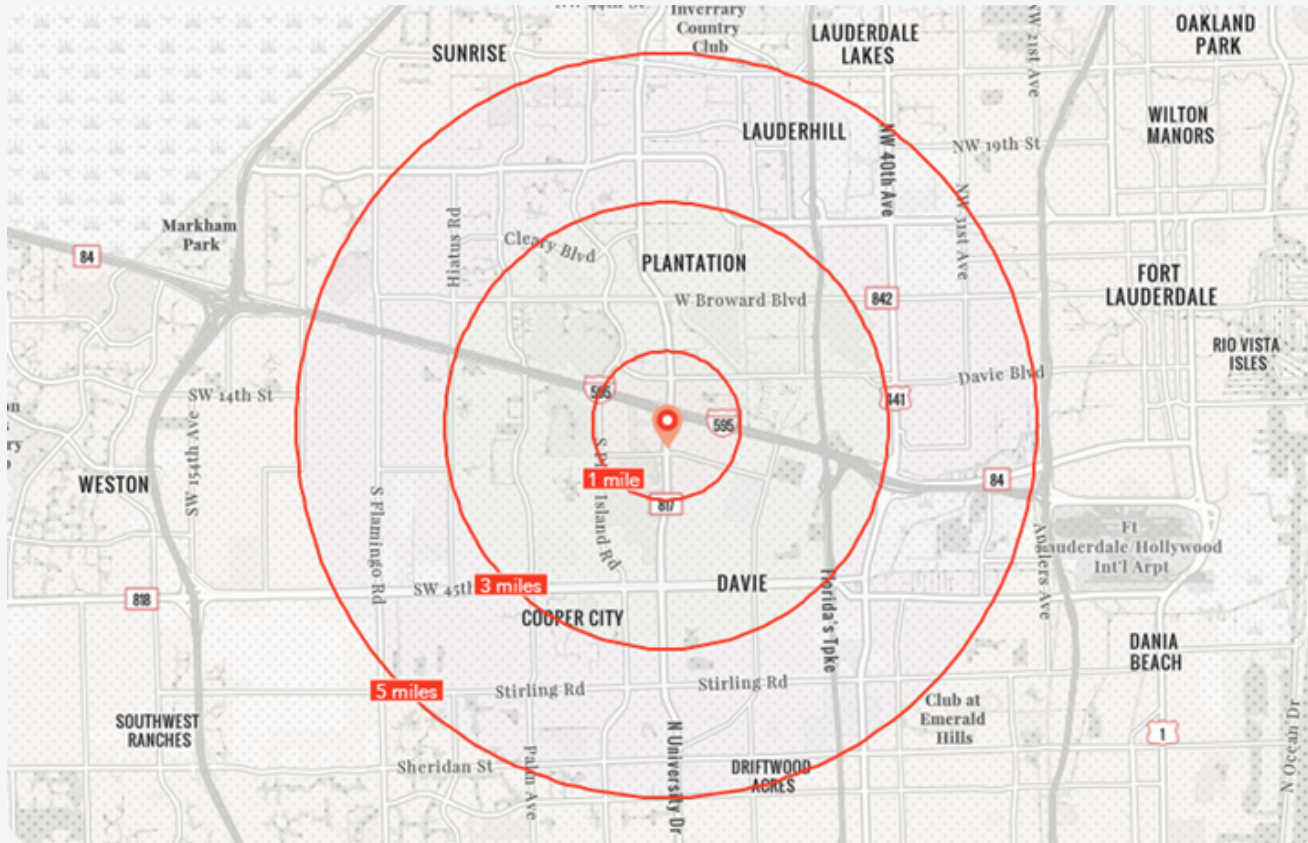 Inverrary
Country
Club
SUNRISE
LAUDERDALE
LAKES
OAKLAND
PARK
NW 21st Ave
LAUDERHILL
NW 40th Ave
NW 19th St
WILTON
MANORS
Markham
Park
Hiatus Rd
Cleary Blvd
NW 31st Ave
84
PLANTATION
W Broward Blvd
842
FORT
LAUDERDALE
RIO VISTA
ISLES
SW 14th St
595
595
441
Davie Blvd
WESTON
SW 154th Ave
S Flamingo Rd
1 mile
Island Rd
817
84
Ft
Lauderdale/Hollywood
Int'l Arpt
Anglers Ave
818
SW 45th
3 miles
DAVIE
COOPER CITY
Florida's Tpke
DANIA
BEACH
5 miles
Stirling Rd
Stirling Rd
Club at
Emerald
Hills
SOUTHWEST
RANCHES
1
N Ocean Dr
Sheridan St
Palm Ave
N University Dr
DRIFTWOOD
ACRES